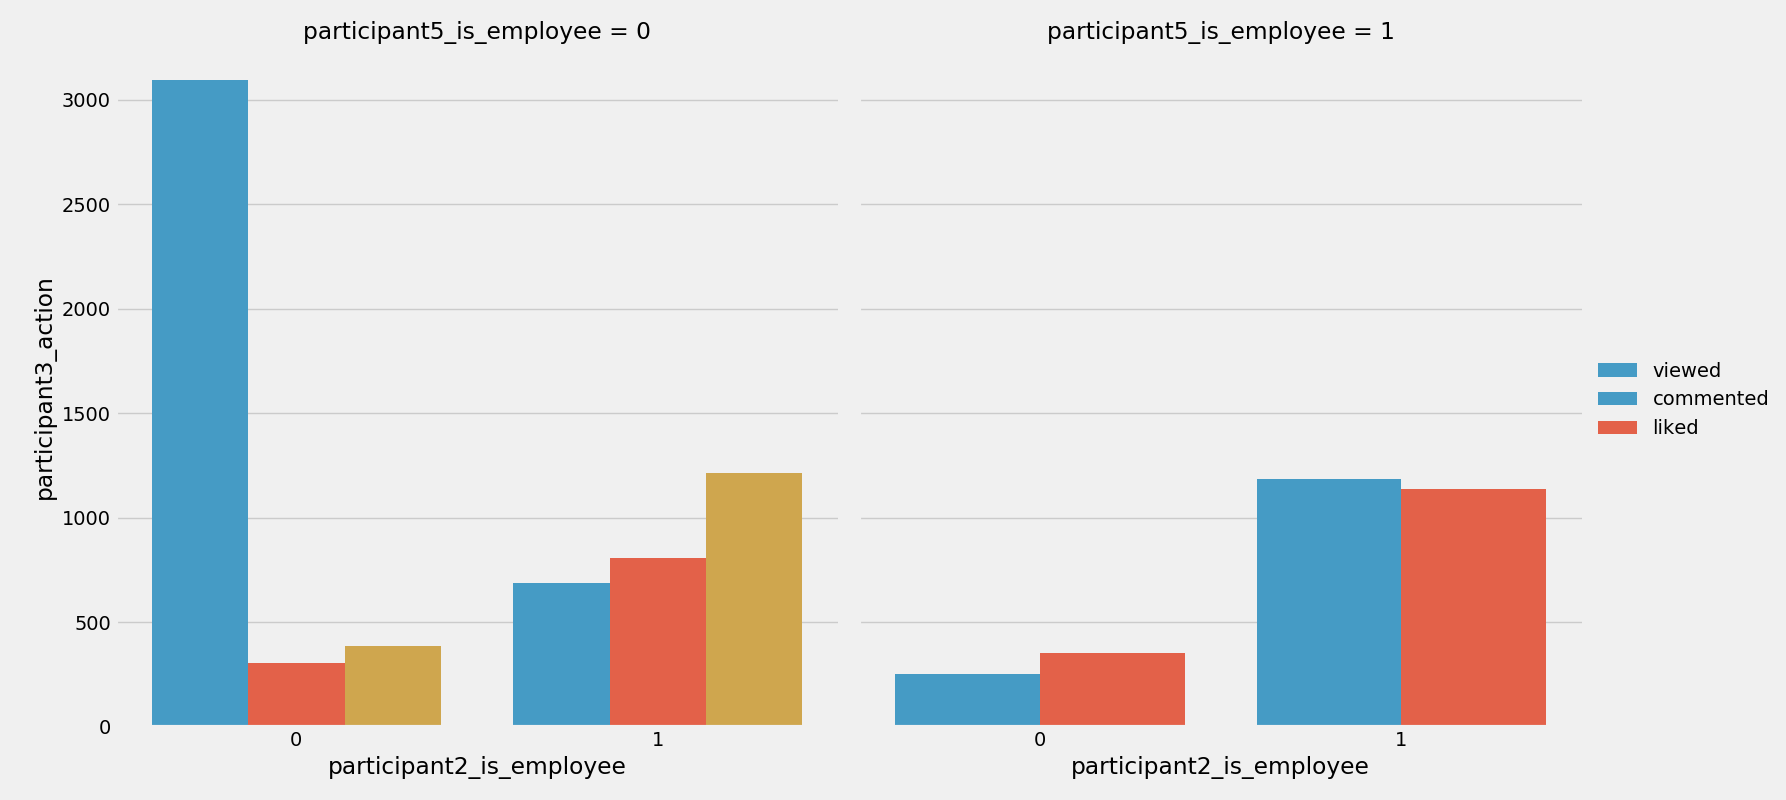 participant5_is_employee = 0
participant5_is_employee = 1
participant3_action
3000
2500
2000
1500
1000
500
0
0
1
0
1
participant2_is_employee
participant2_is_employee
viewed
commented
liked